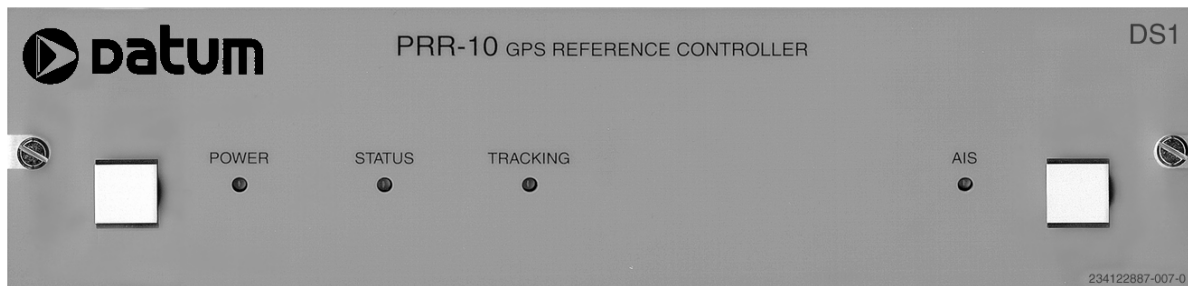 Datum
PRR-10 GPS REFERENCE CONTROLLER
DS1
POWER
STATUS
TRACKING
AIS
234122887-007-0